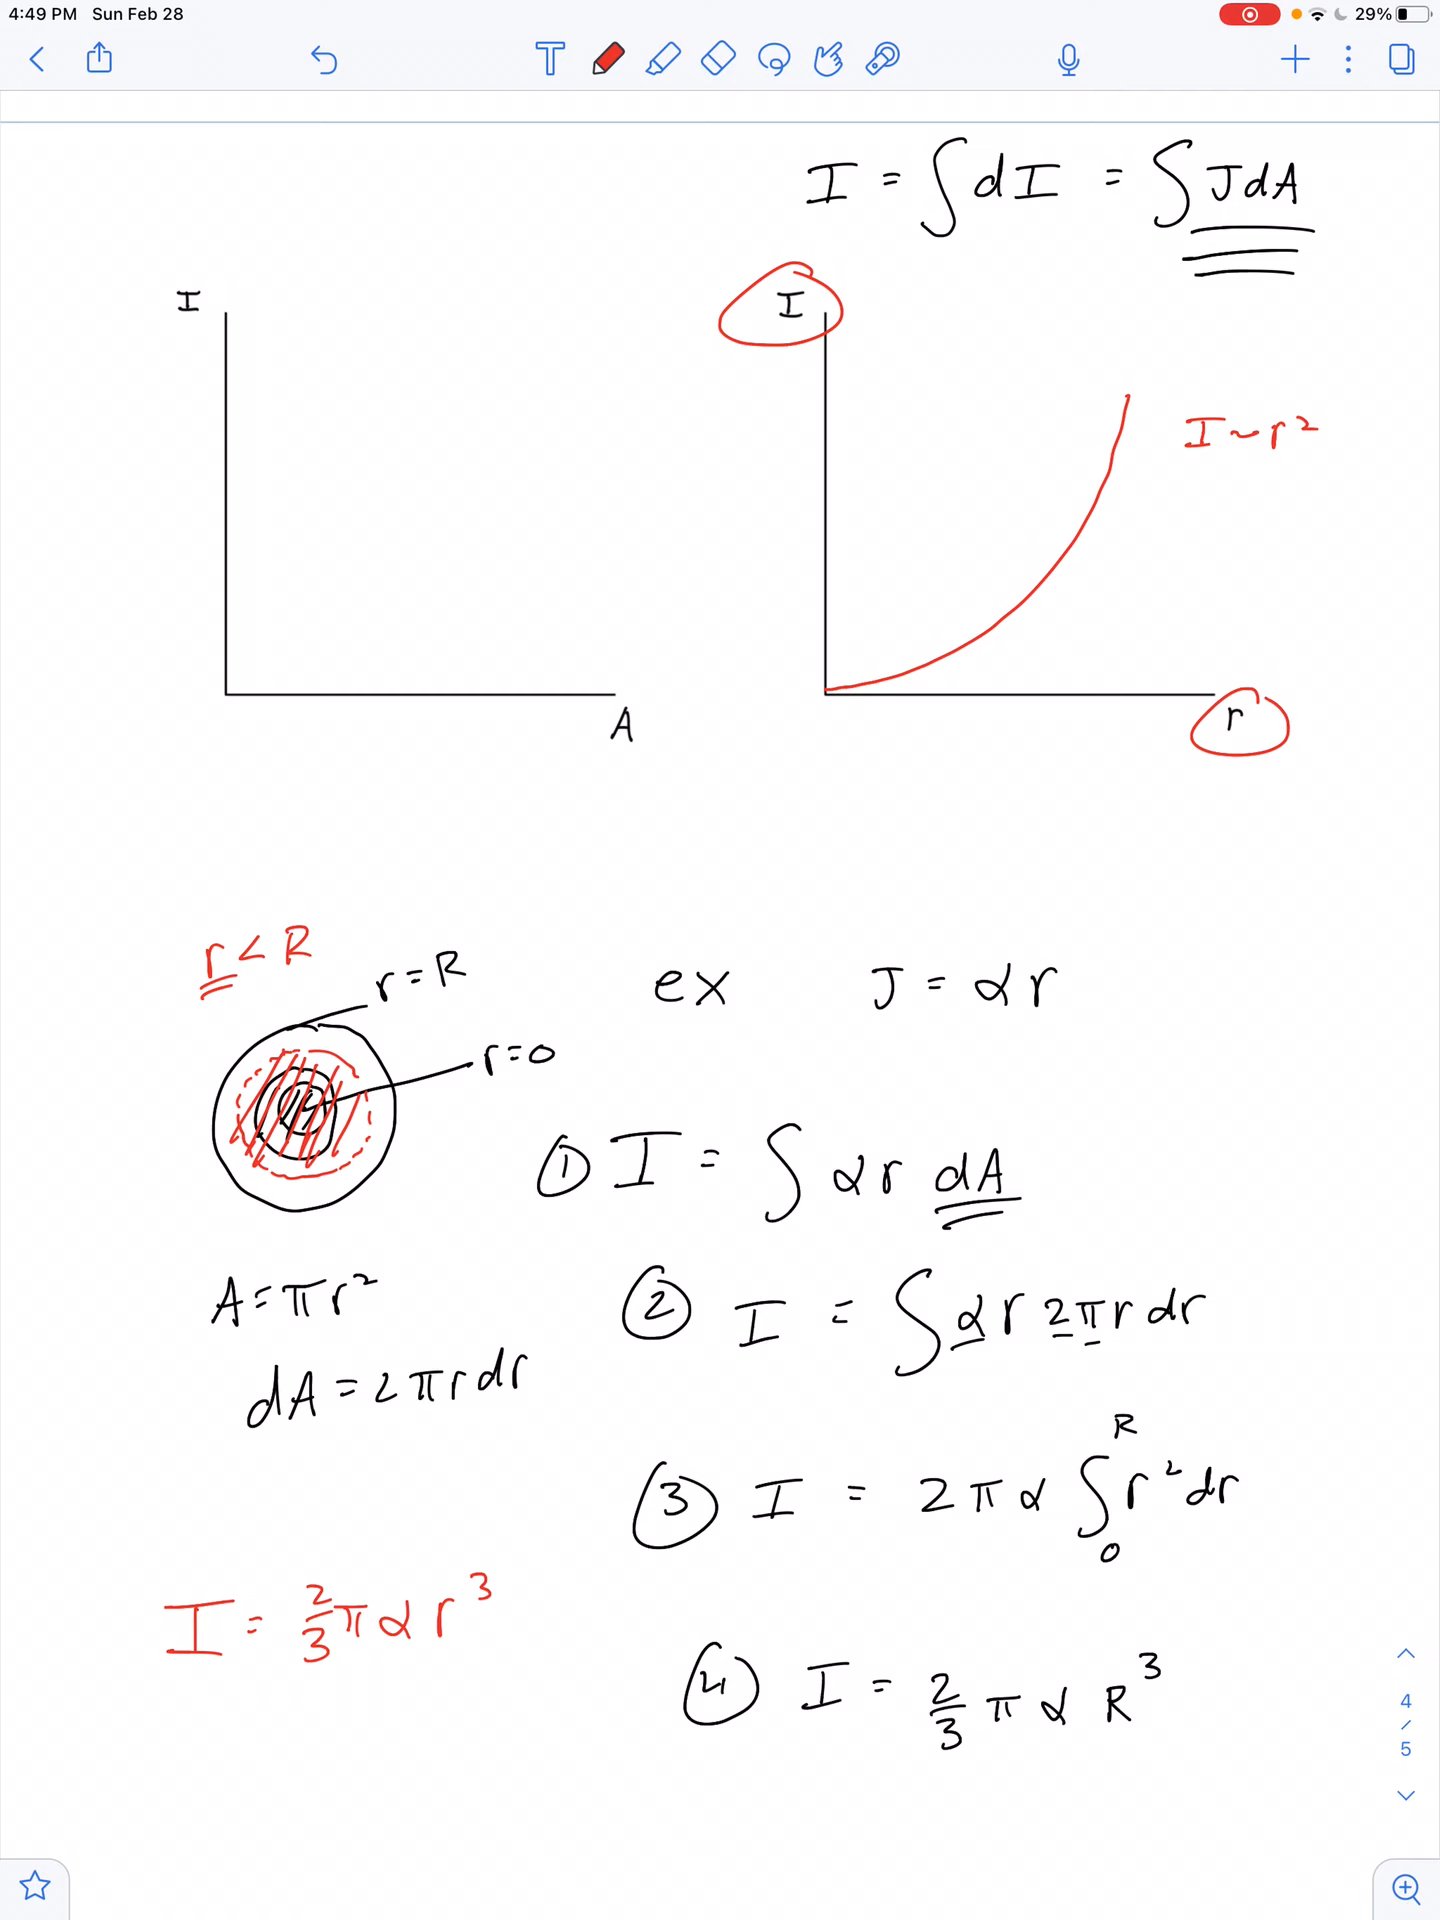 4:49 PM Sun Feb 28
29%
T
I = ∫ dI = ∫ JdA
I
A
I
I ~ r²
r
r < R
r = R
r = 0
ex J = αr
① I = ∫ αr dA
A = πr²
dA = 2πrdr
② I = ∫ αr 2πr dr
③ I = 2πα ∫₀ᴿ r² dr
I = 2/3 πα r³
④ I = 2/3 πα R³
4
/
5